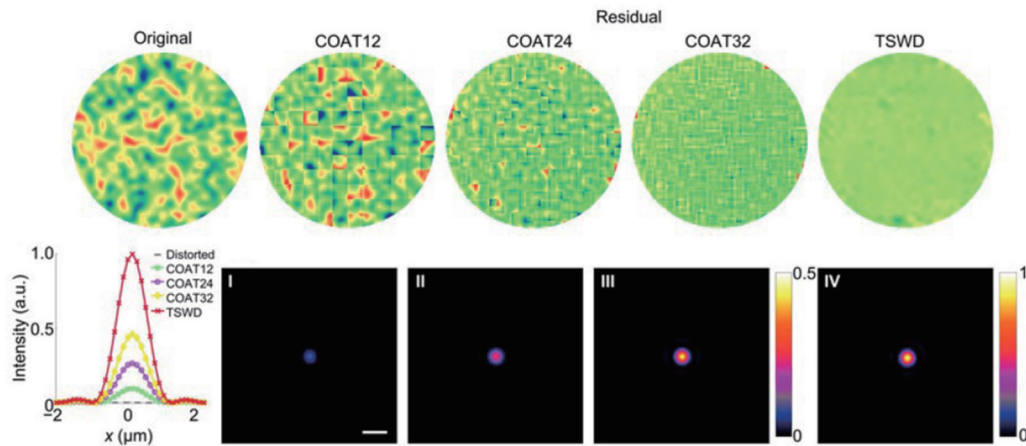 Residual
Original
COAT12
COAT24
COAT32
TSWD
1.0
0.5
0
Intensity (a.u.)
−2
0
2
x (μm)
Distorted
COAT12
COAT24
COAT32
TSWD
I
II
III
0.5
0
IV
1
0